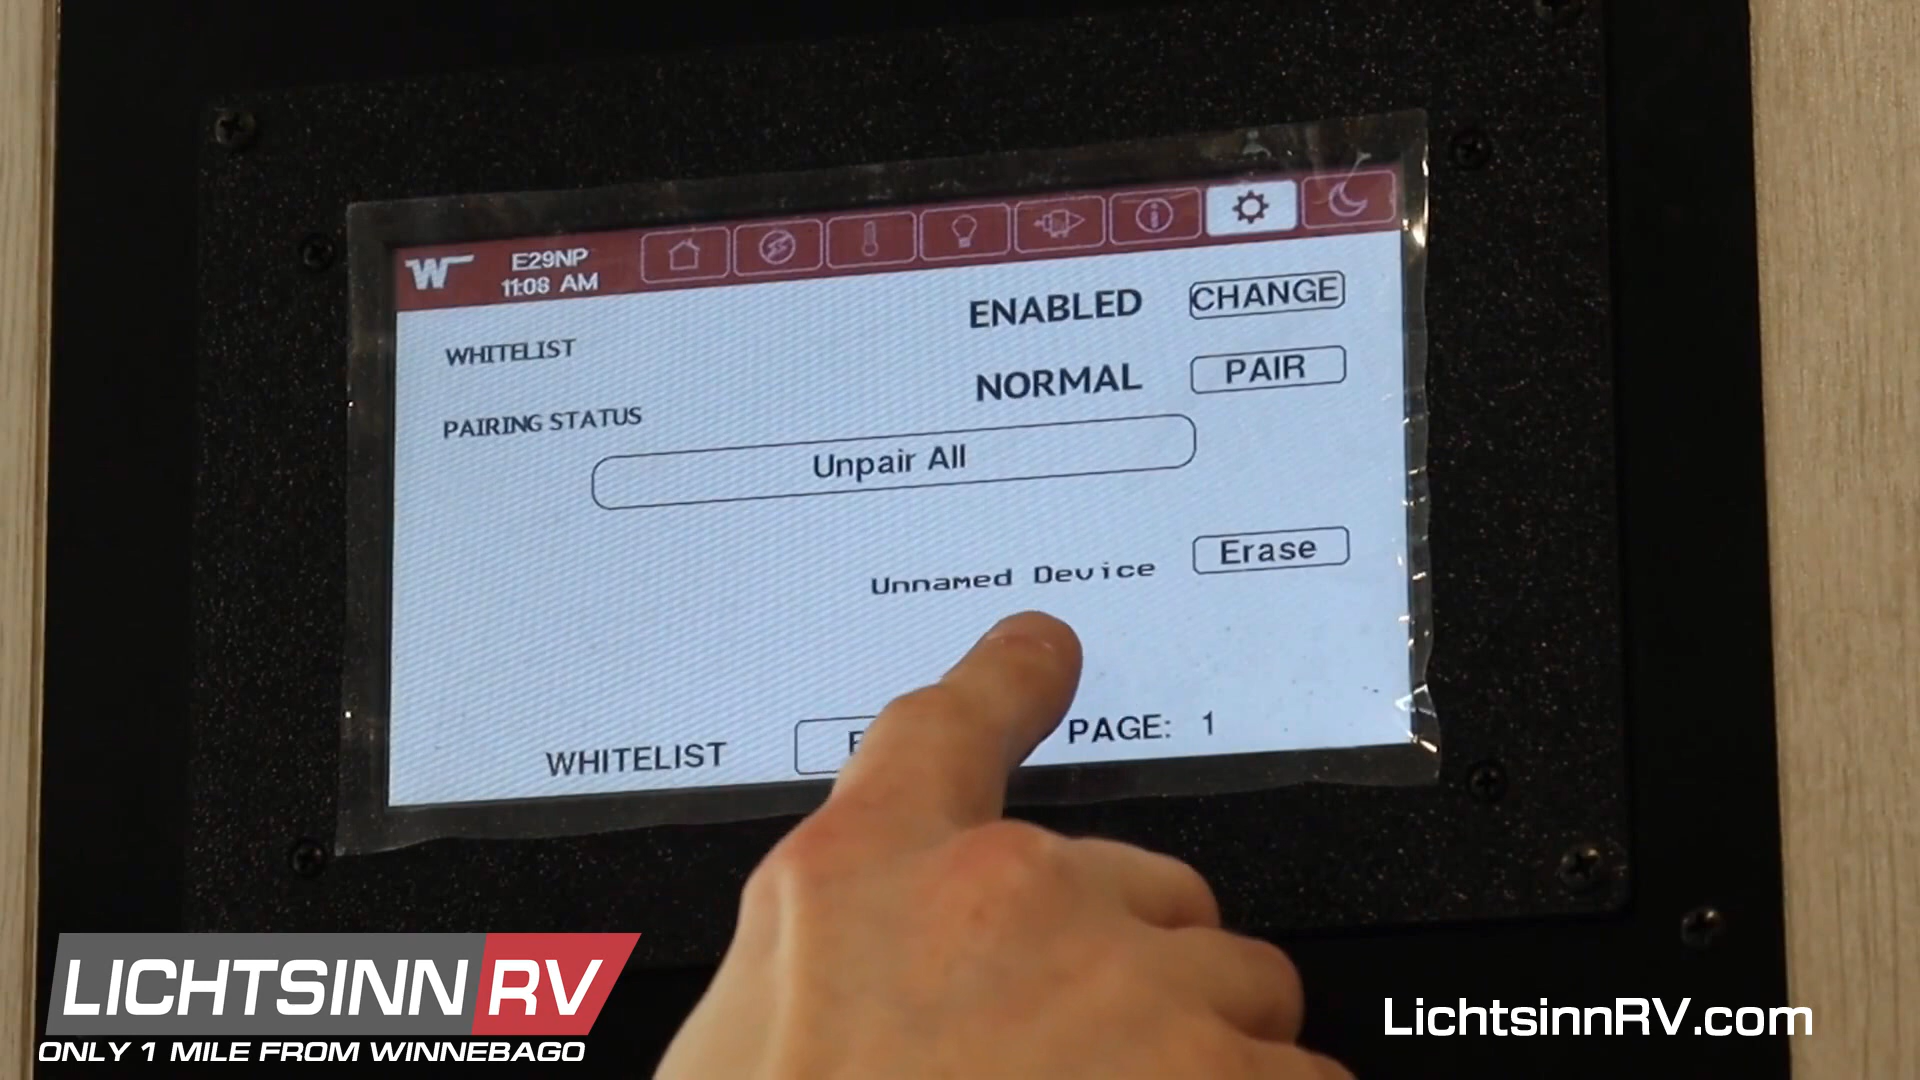 W
E29NP
11:08 AM
WHITELIST
ENABLED
CHANGE
PAIRING STATUS
NORMAL
PAIR
Unpair All
Unnamed Device
Erase
WHITELIST
PAGE: 1
LICHTSINN RV
ONLY 1 MILE FROM WINNEBAGO
LichtsinnRV.com